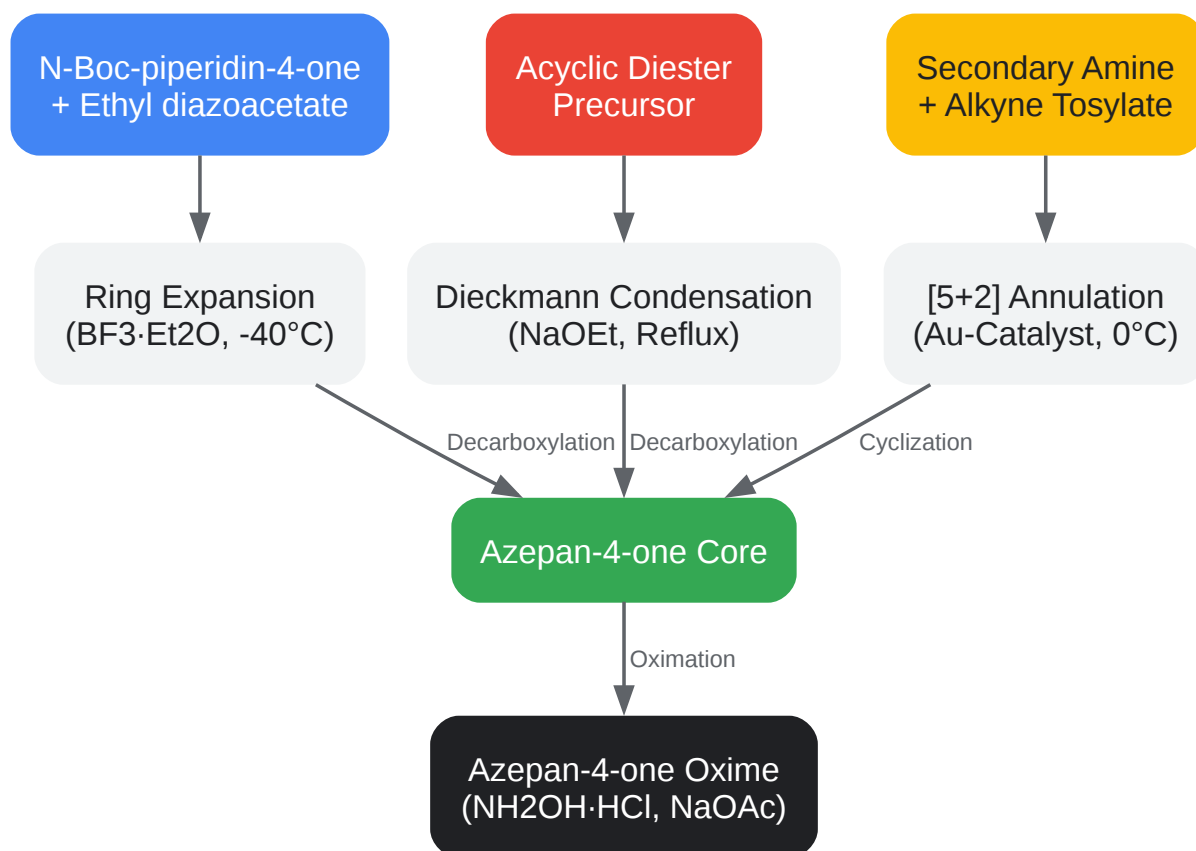 N-Boc-piperidin-4-one
+ Ethyl diazoacetate
Acyclic Diester
Precursor
Secondary Amine
+ Alkyne Tosylate
Ring Expansion
(BF3·Et2O, -40°C)
Dieckmann Condensation
(NaOEt, Reflux)
[5+2] Annulation
(Au-Catalyst, 0°C)
Decarboxylation
Decarboxylation
Cyclization
Azepan-4-one Core
Oximation
Azepan-4-one Oxime
(NH2OH·HCl, NaOAc)